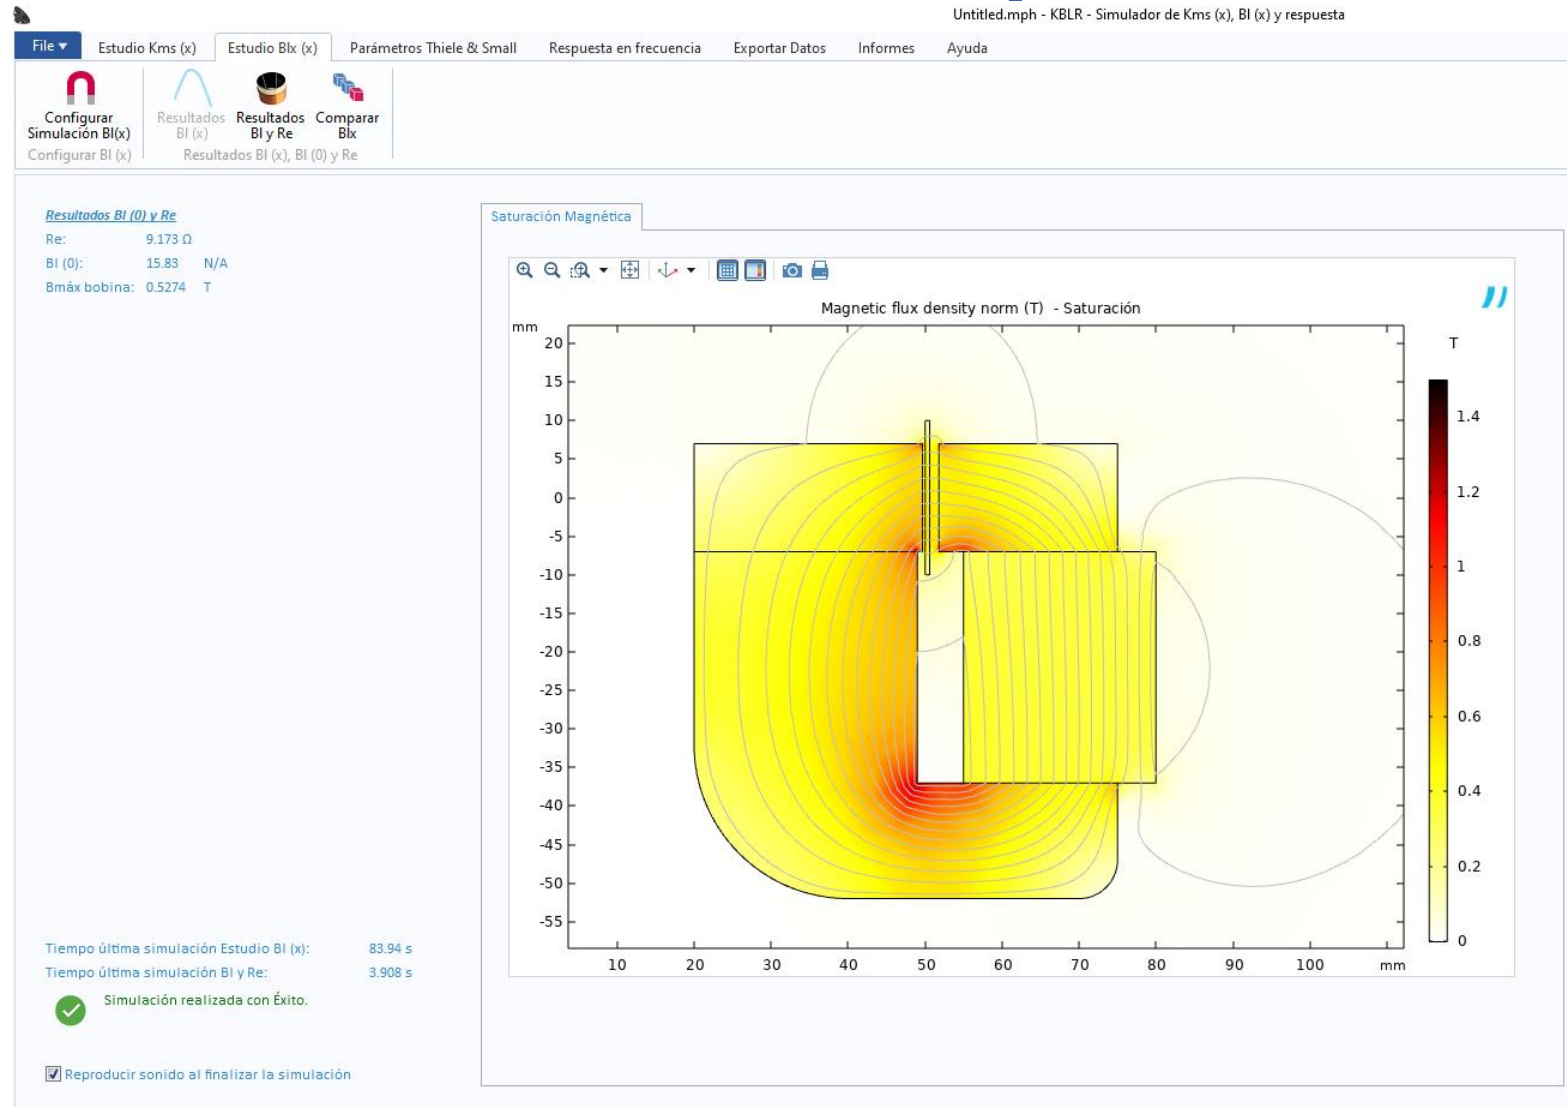 Untitled.mph - KBLR - Simulador de Kms (x), Bl (x) y respuesta
File Estudio Kms (x) Estudio Blx (x) Parámetros Thiele & Small Respuesta en frecuencia Exportar Datos Informes Ayuda
Configurar Simulación Bl(x)
Resultados Bl (x)
Resultados Bl y Re
Comparar Blx
Configurar Bl (x)
Resultados Bl (x), Bl (0) y Re
Resultados Bl (0) y Re
Re: 9.173 Ω
Bl (0): 15.83 N/A
Bmáx bobina: 0.5274 T
Tiempo última simulación Estudio Bl (x): 83.94 s
Tiempo última simulación Bl y Re: 3.908 s
Simulación realizada con Éxito.
Reproducir sonido al finalizar la simulación
Saturación Magnética
Magnetic flux density norm (T) - Saturación
mm
20
15
10
5
0
-5
-10
-15
-20
-25
-30
-35
-40
-45
-50
-55
10 20 30 40 50 60 70 80 90 100 mm
T
1.4
1.2
1
0.8
0.6
0.4
0.2
0